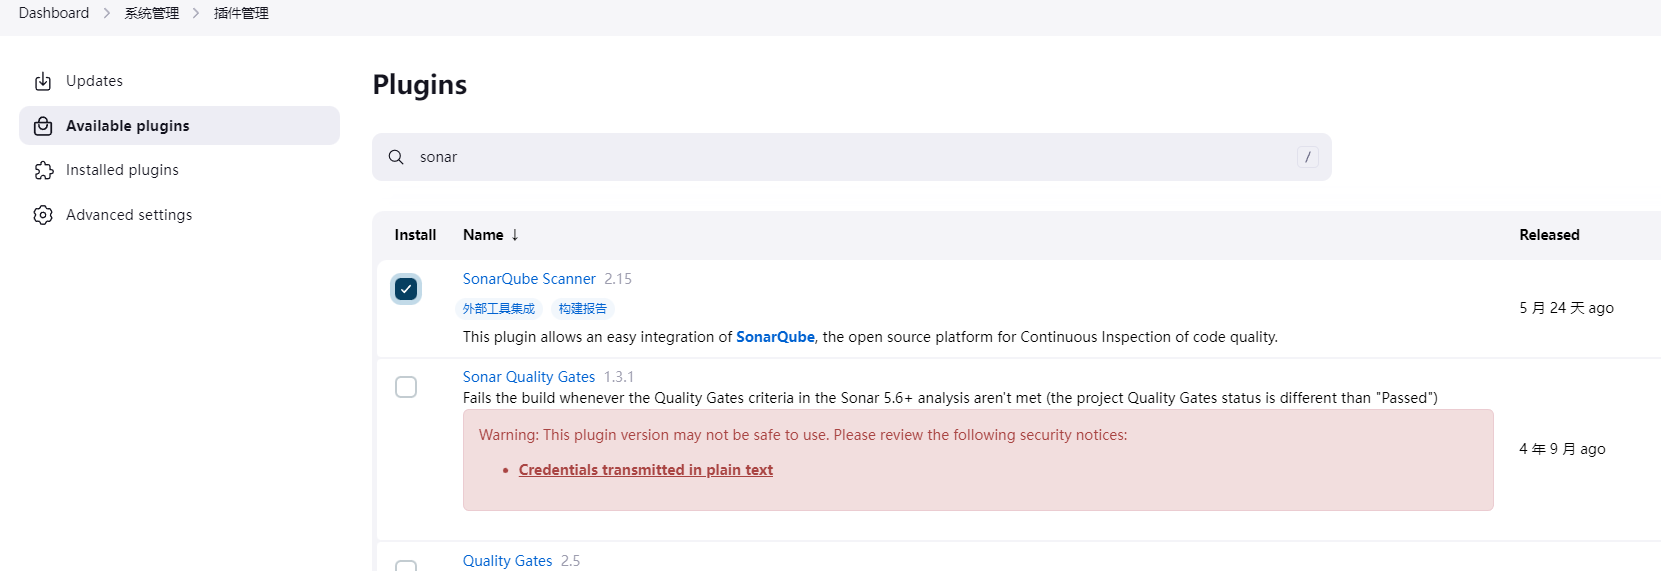 Dashboard > 系统管理 > 插件管理
Updates
Available plugins
Installed plugins
Advanced settings
Plugins
sonar /
Install Name ↓ Released
SonarQube Scanner 2.15
外部工具集成 构建报告
This plugin allows an easy integration of SonarQube, the open source platform for Continuous Inspection of code quality.
5 月 24 天 ago
Sonar Quality Gates 1.3.1
Fails the build whenever the Quality Gates criteria in the Sonar 5.6+ analysis aren't met (the project Quality Gates status is different than "Passed")
Warning: This plugin version may not be safe to use. Please review the following security notices:
• Credentials transmitted in plain text
4 年 9 月 ago
Quality Gates 2.5